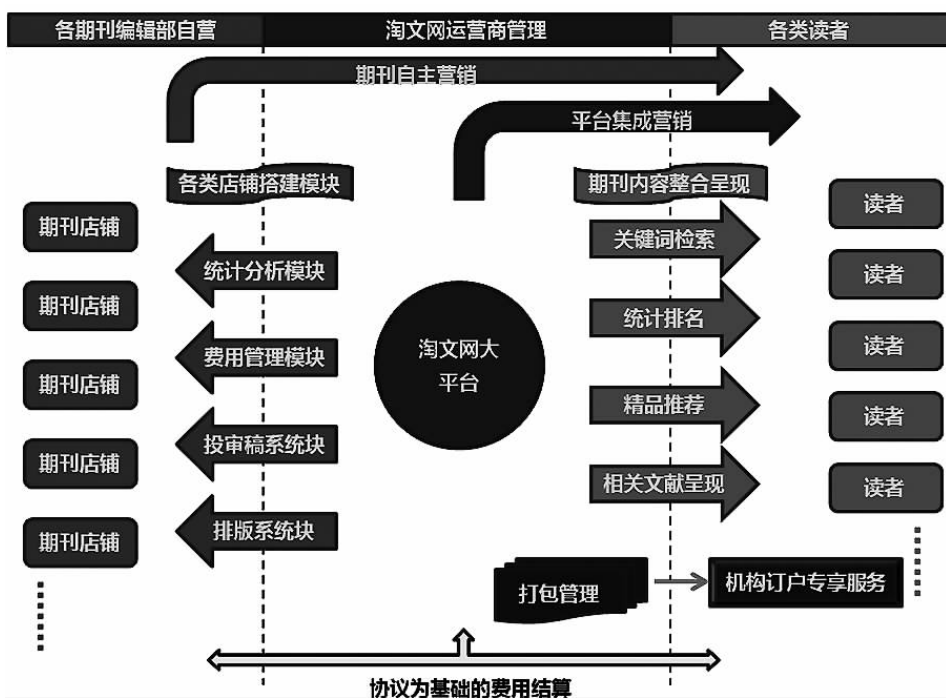 各期刊编辑部自营
淘文网运营商管理
各类读者
期刊自主营销
平台集成营销
各类店铺搭建模块
期刊内容整合呈现
期刊店铺
期刊店铺
期刊店铺
期刊店铺
期刊店铺
统计分析模块
费用管理模块
投审稿系统块
排版系统块
淘文网大
平台
关键词检索
统计排名
精品推荐
相关文献呈现
读者
读者
读者
读者
读者
打包管理
机构订户专享服务
协议为基础的费用结算